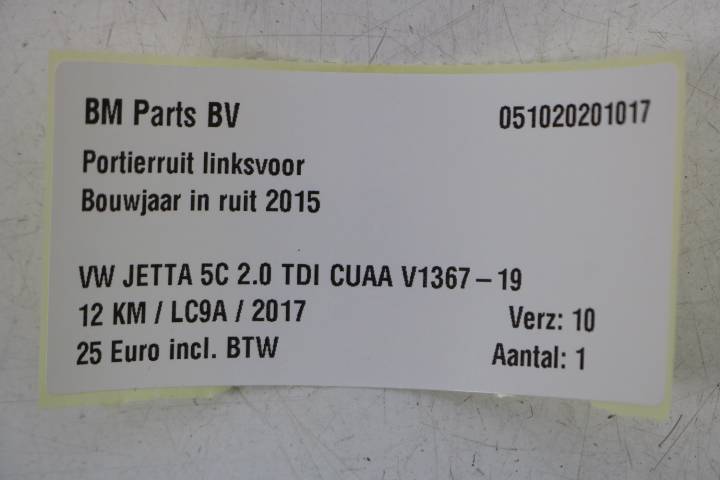 BM Parts BV 051020201017
Portierruit linksvoor
Bouwjaar in ruit 2015
VW JETTA 5C 2.0 TDI CUAA V1367-19
12 KM / LC9A / 2017 Verz: 10
25 Euro incl. BTW Aantal: 1